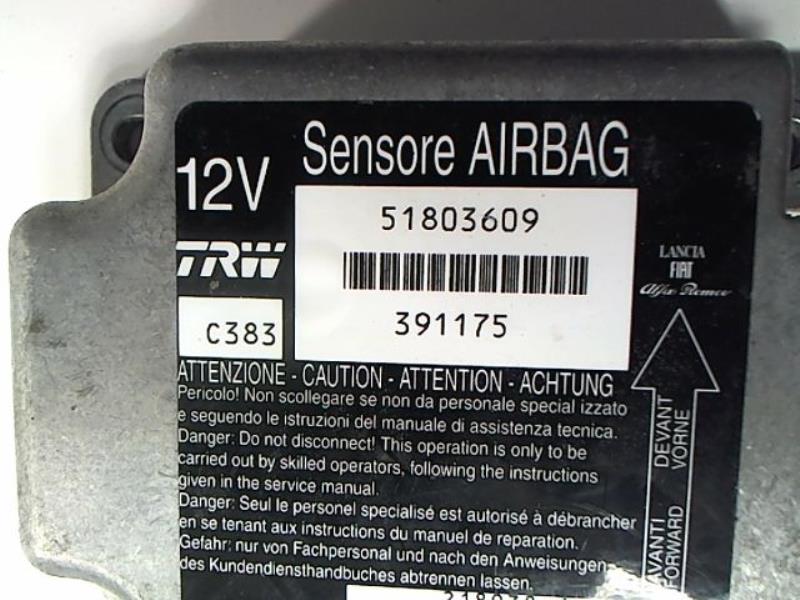 Sensore AIRBAG
12V
51803609
TRW
LANCIA
FIAT
Alfa Romeo
C383
391175
ATTENZIONE - CAUTION - ATTENTION - ACHTUNG
Pericolo! Non scollegare se non da personale special izzato
e seguendo le istruzioni del manuale di assistenza tecnica.
Danger: Do not disconnect! This operation is only to be
carried out by skilled operators, following the instructions
given in the service manual.
Danger: Seul le personel specialisé est autorisé à débrancher
en se tenant aux instructions du manuel de reparation.
Gefahr: nur von Fachpersonal und nach den Anweisungen
des Kundendiensthandbuches abtrennen lassen.
DEVANT
VORNE
AVANTI
FORWARD